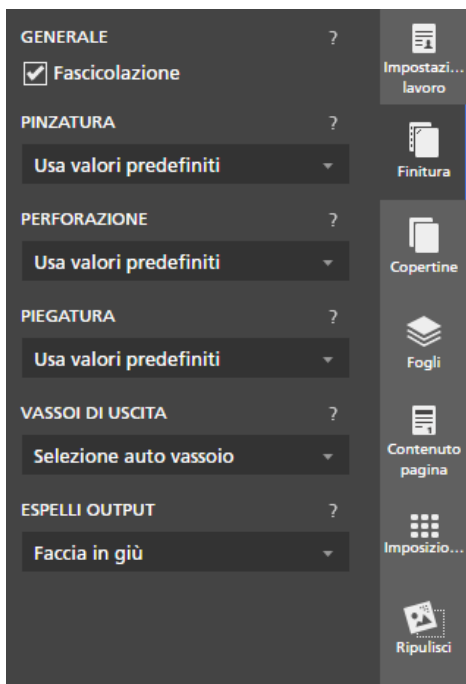 GENERALE ?
Fascicolazione
PINZATURA ?
Usa valori predefiniti
PERFORAZIONE ?
Usa valori predefiniti
PIEGATURA ?
Usa valori predefiniti
VASSOI DI USCITA ?
Selezione auto vassoio
ESPELLI OUTPUT ?
Faccia in giù
Impostazi...
lavoro
Finitura
Copertine
Fogli
Contenuto
pagina
Imposizio...
Ripulisci